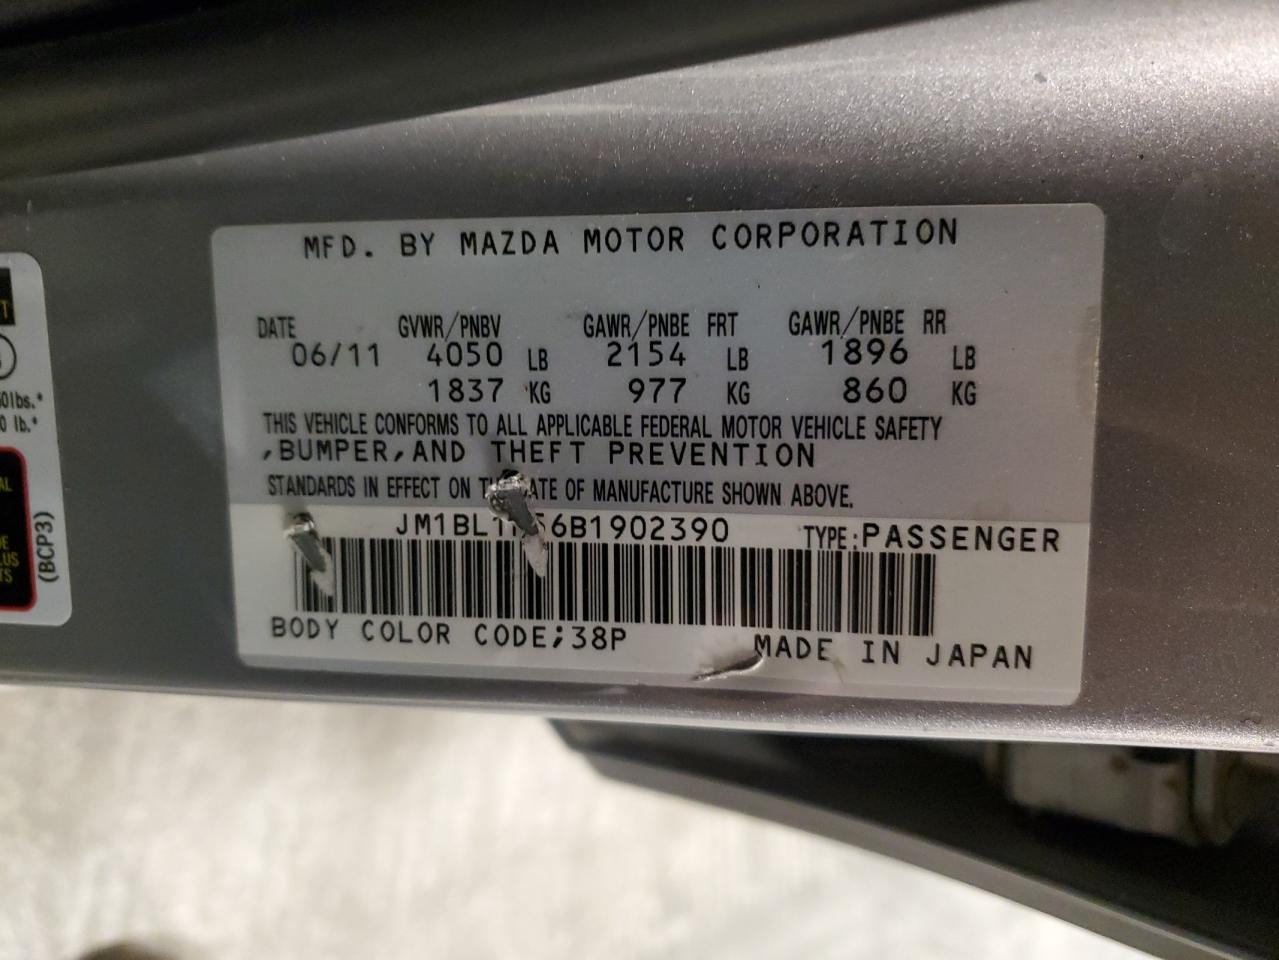 MFD. BY MAZDA MOTOR CORPORATION
DATE GVWR/PNBV GAWR/PNBE FRT GAWR/PNBE RR
06/11 4050 LB 2154 LB 1896 LB
1837 KG 977 KG 860 KG
THIS VEHICLE CONFORMS TO ALL APPLICABLE FEDERAL MOTOR VEHICLE SAFETY
,BUMPER,AND THEFT PREVENTION
STANDARDS IN EFFECT ON DATE OF MANUFACTURE SHOWN ABOVE.
TYPE:PASSENGER
BODY COLOR CODE;38P MADE IN JAPAN
(BCP3)